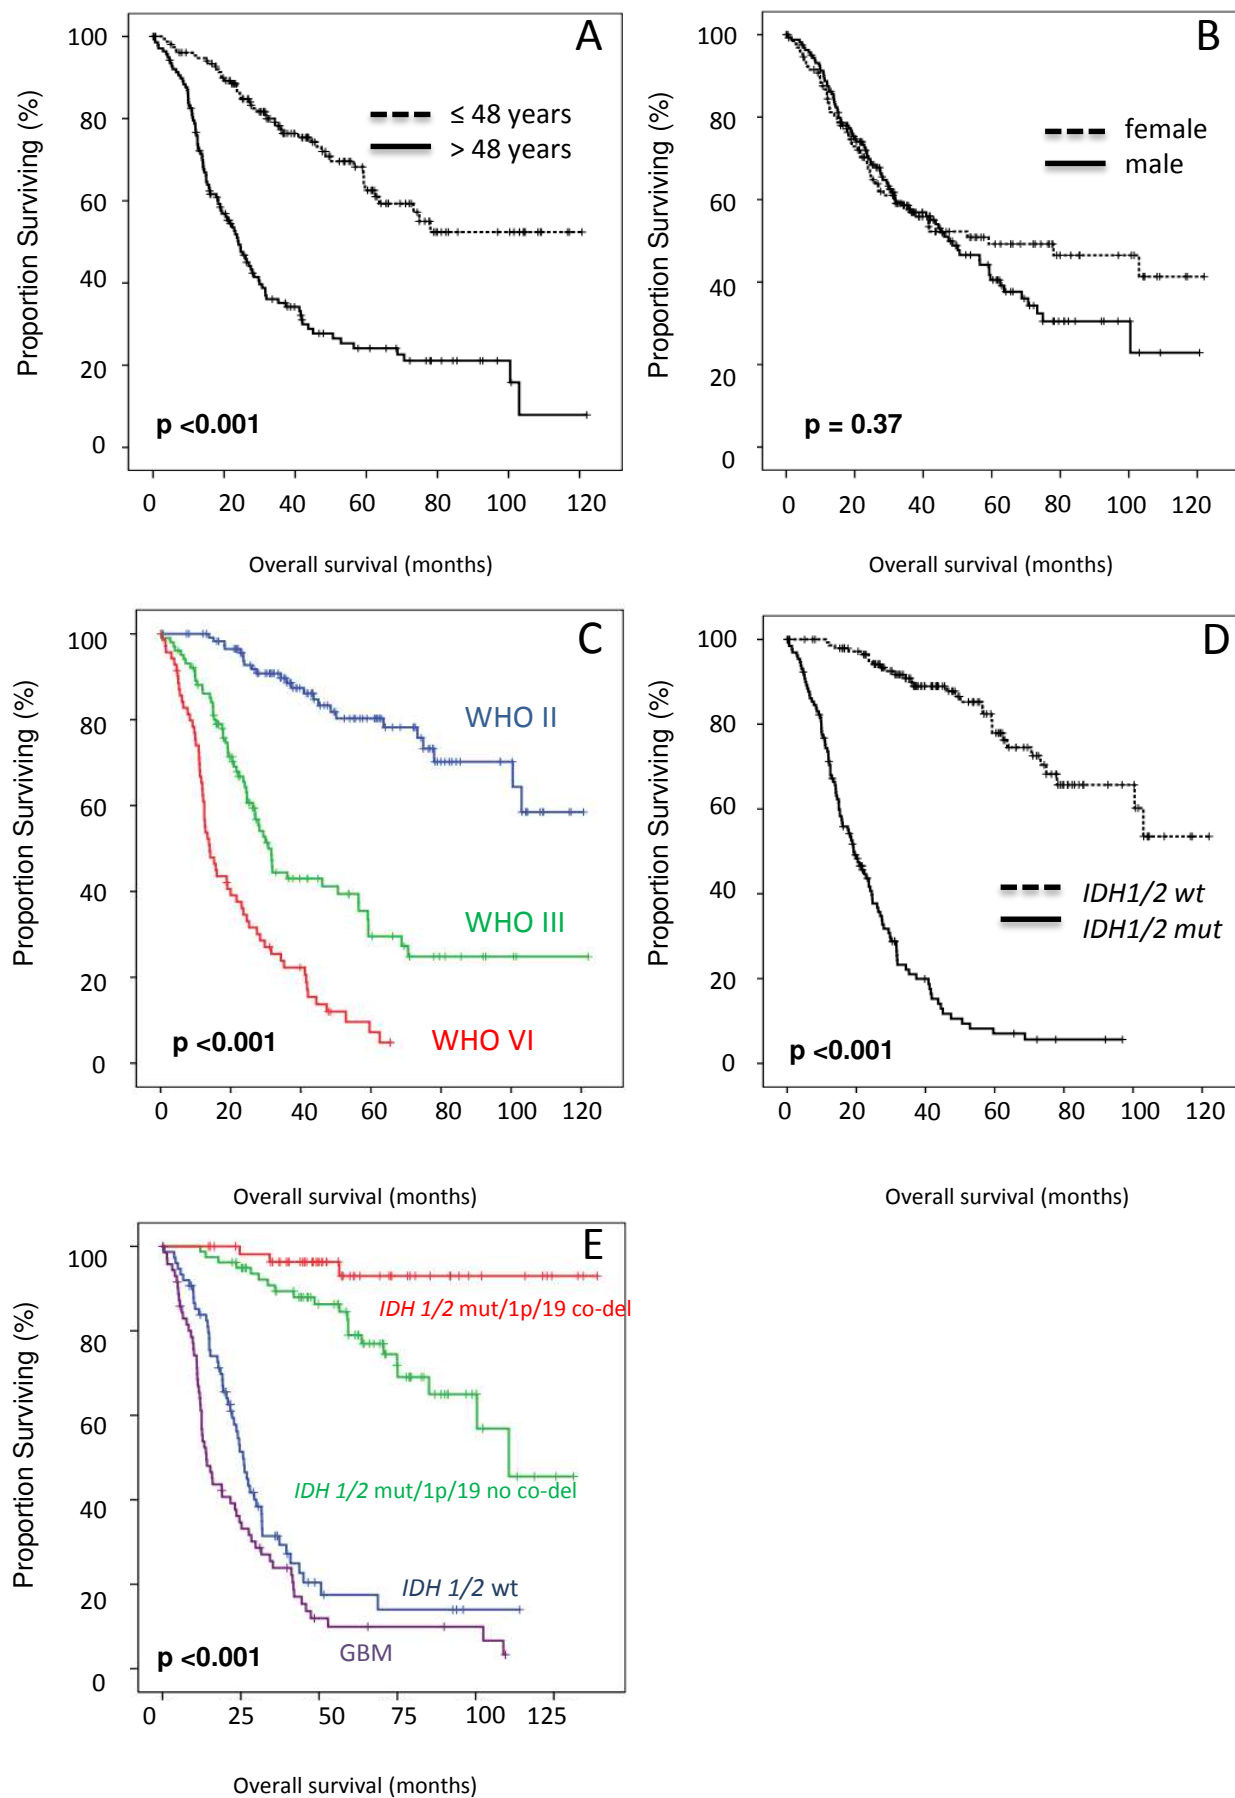 A
Proportion Surviving (%)
100
80
60
40
20
0
≤ 48 years
> 48 years
p <0.001
0 20 40 60 80 100 120
Overall survival (months)
B
Proportion Surviving (%)
100
80
60
40
20
0
female
male
p = 0.37
0 20 40 60 80 100 120
Overall survival (months)
C
Proportion Surviving (%)
100
80
60
40
20
0
WHO II
WHO III
WHO VI
p <0.001
0 20 40 60 80 100 120
Overall survival (months)
D
Proportion Surviving (%)
100
80
60
40
20
0
IDH1/2 wt
IDH1/2 mut
p <0.001
0 20 40 60 80 100 120
Overall survival (months)
E
Proportion Surviving (%)
100
80
60
40
20
0
IDH 1/2 mut/1p/19 co-del
IDH 1/2 mut/1p/19 no co-del
IDH 1/2 wt
GBM
p <0.001
0 25 50 75 100 125
Overall survival (months)